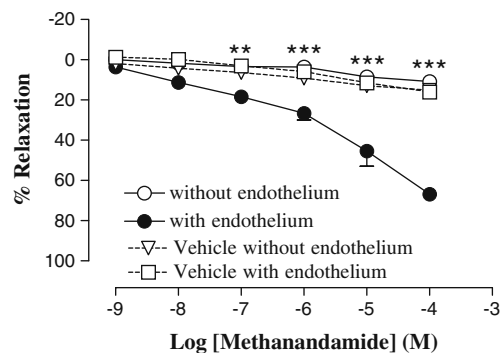 -20
0
20
40
60
80
100
% Relaxation
** *** *** ***
without endothelium
with endothelium
Vehicle without endothelium
Vehicle with endothelium
-9 -8 -7 -6 -5 -4 -3
Log [Methanandamide] (M)